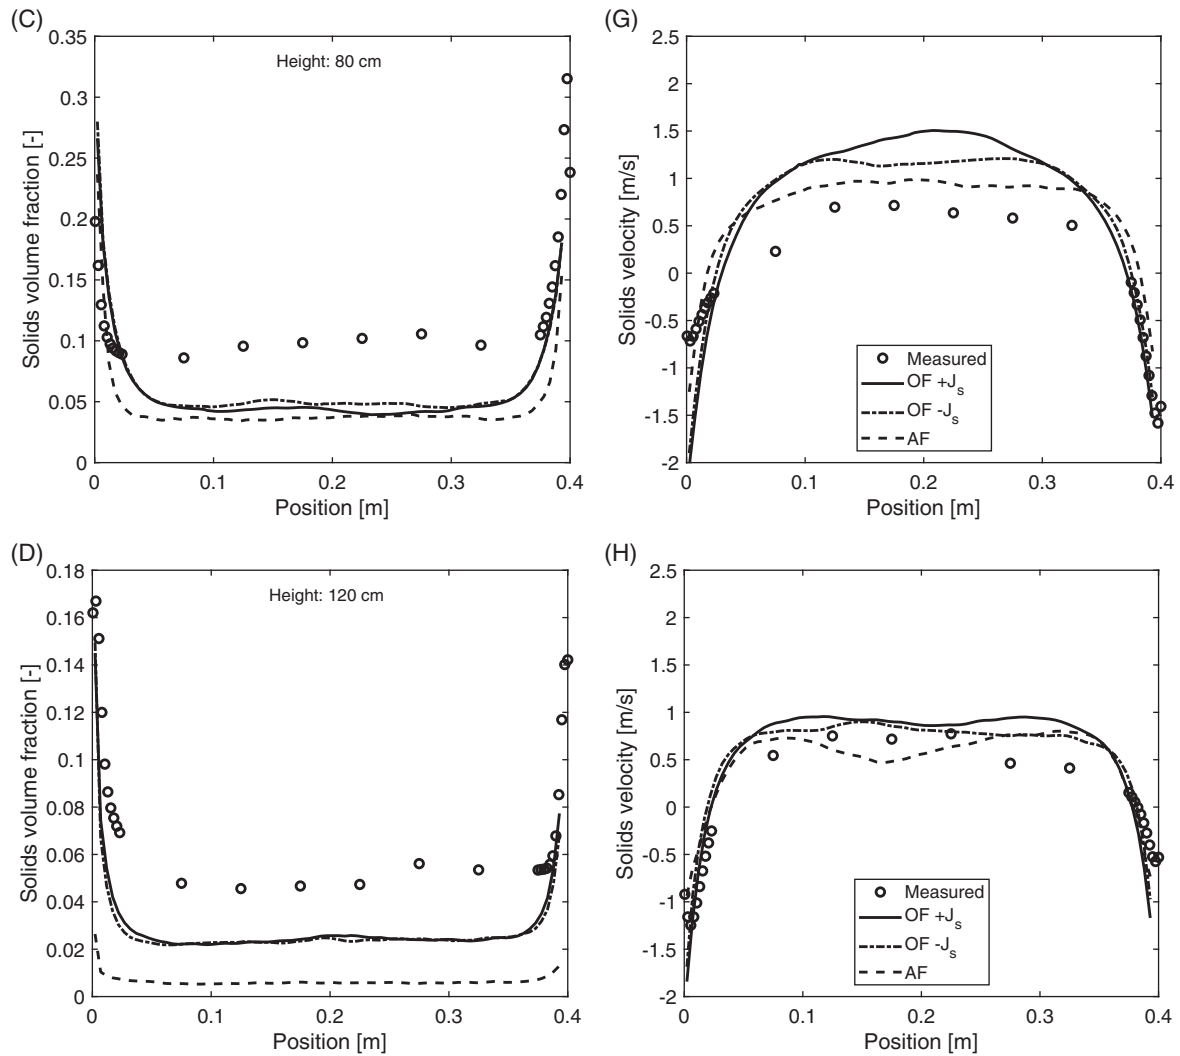 (C)
0.35
0.3
0.25
0.2
0.15
0.1
0.05
0
Solids volume fraction [-]
Height: 80 cm
0 0.1 0.2 0.3 0.4
Position [m]
(G)
2.5
2
1.5
1
0.5
0
-0.5
-1
-1.5
-2
Solids velocity [m/s]
Measured
OF +Js
OF -Js
AF
0 0.1 0.2 0.3 0.4
Position [m]
(D)
0.18
0.16
0.14
0.12
0.1
0.08
0.06
0.04
0.02
0
Solids volume fraction [-]
Height: 120 cm
0 0.1 0.2 0.3 0.4
Position [m]
(H)
2.5
2
1.5
1
0.5
0
-0.5
-1
-1.5
-2
Solids velocity [m/s]
Measured
OF +Js
OF -Js
AF
0 0.1 0.2 0.3 0.4
Position [m]